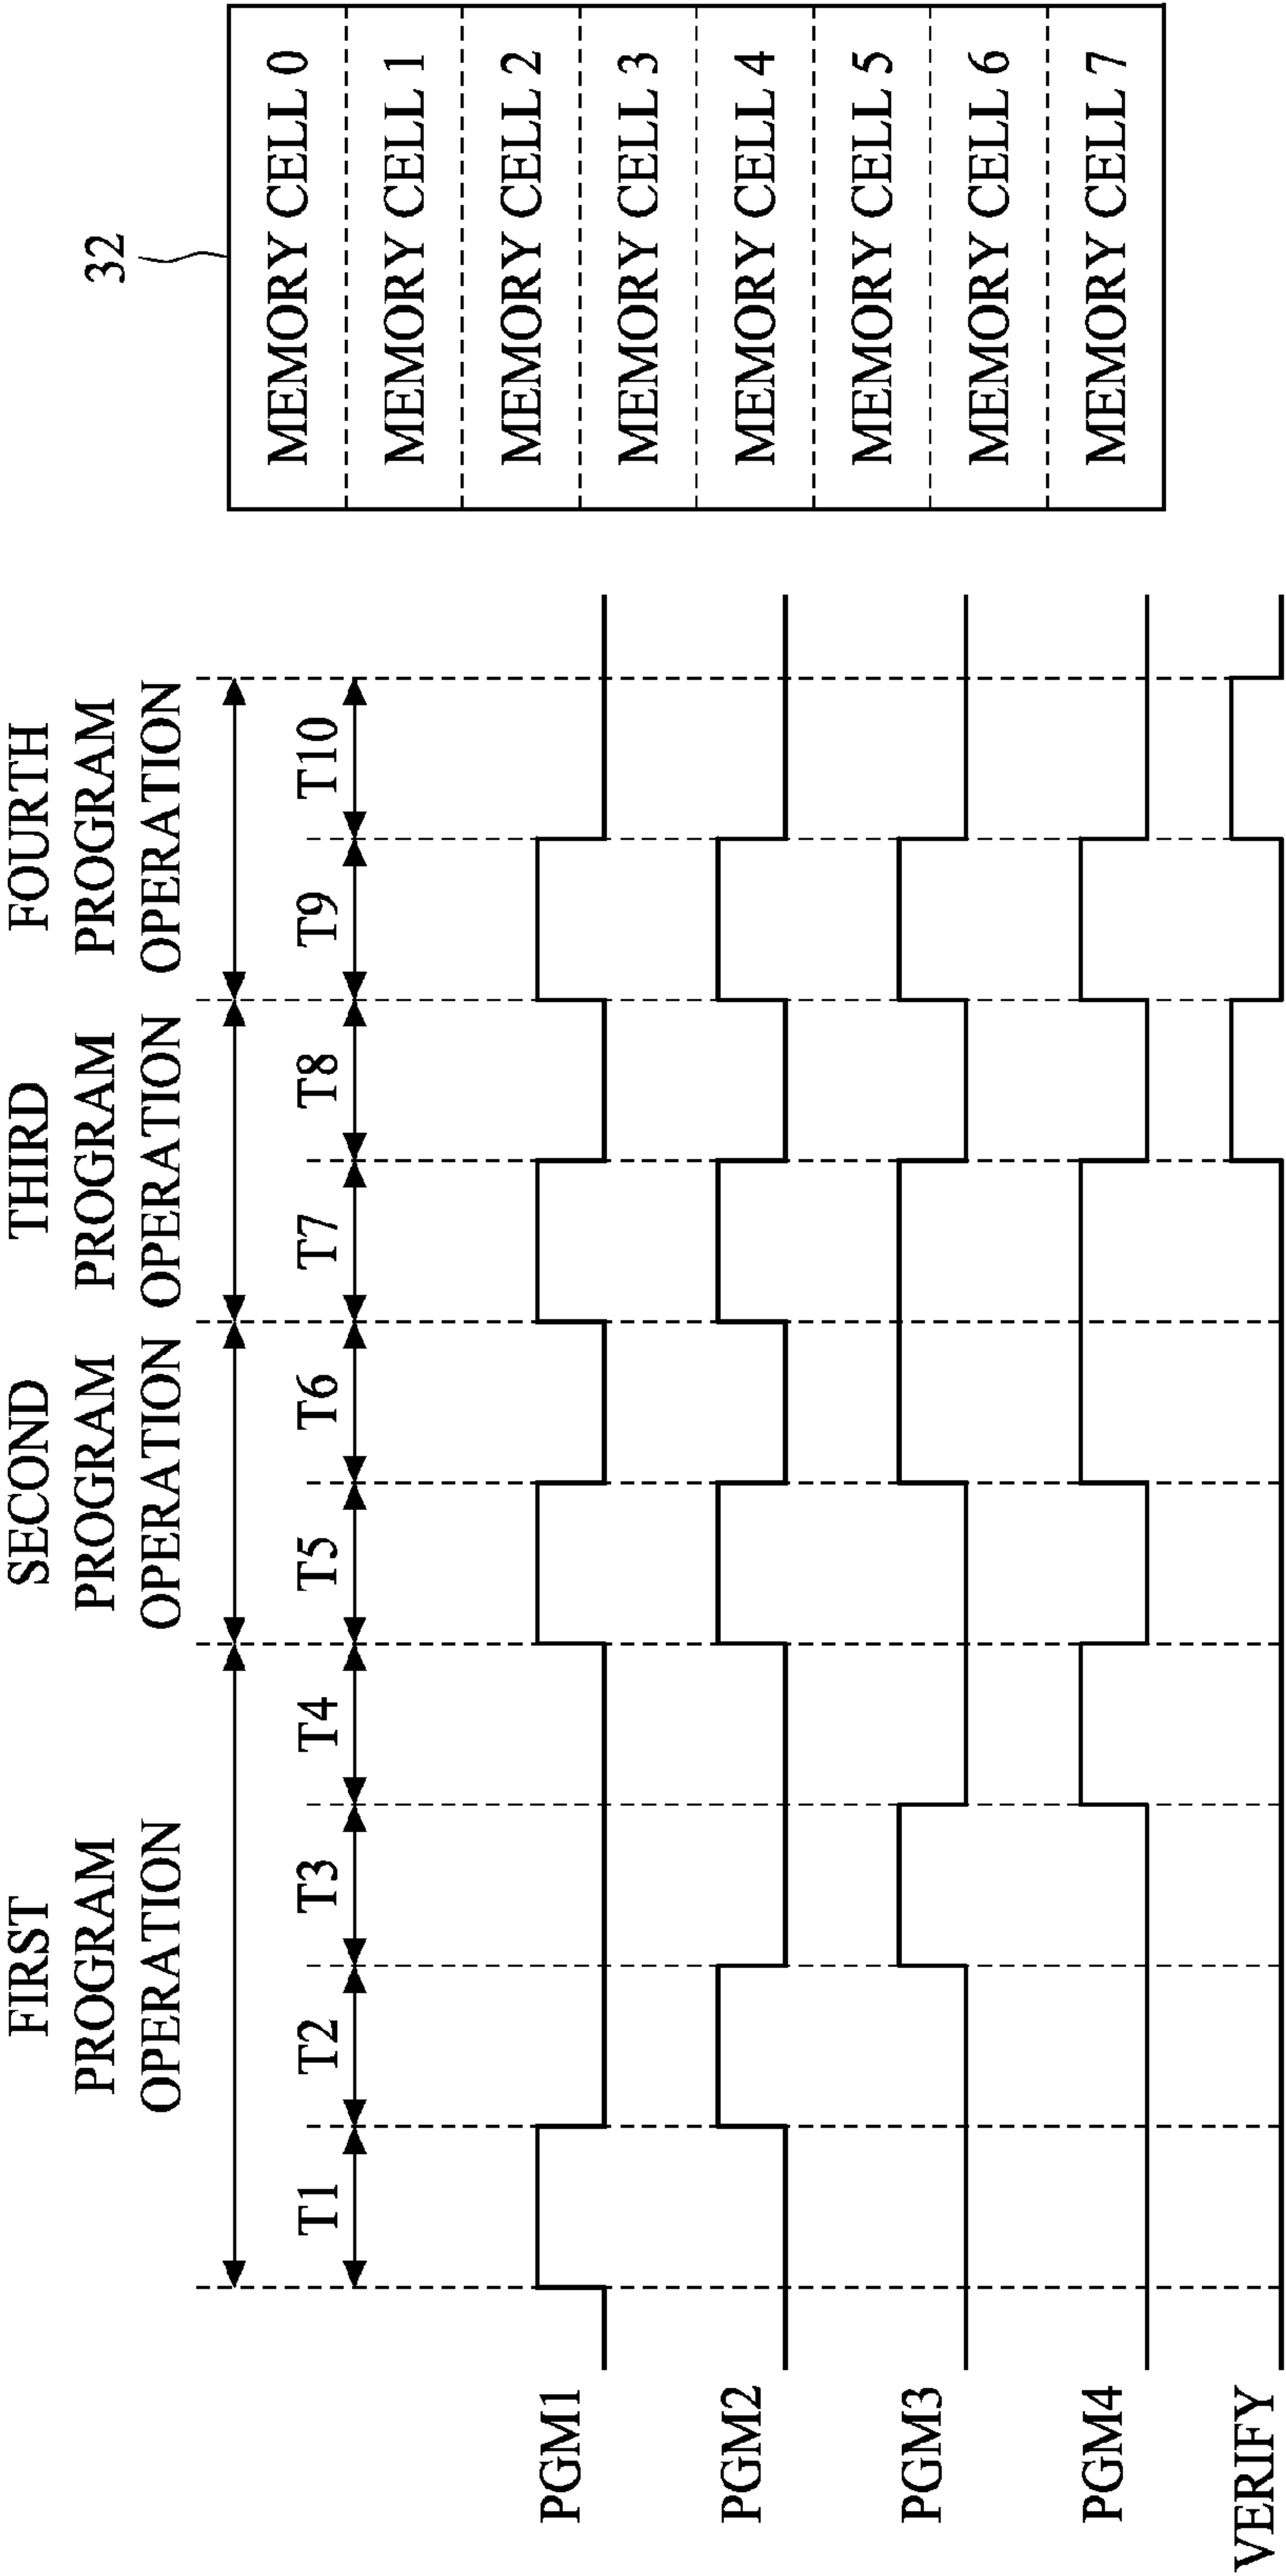 FIRST
PROGRAM
OPERATION
SECOND
PROGRAM
OPERATION
THIRD
PROGRAM
OPERATION
FOURTH
PROGRAM
OPERATION
T1
T2
T3
T4
T5
T6
T7
T8
T9
T10
PGM1
PGM2
PGM3
PGM4
VERIFY
32
MEMORY CELL 0
MEMORY CELL 1
MEMORY CELL 2
MEMORY CELL 3
MEMORY CELL 4
MEMORY CELL 5
MEMORY CELL 6
MEMORY CELL 7